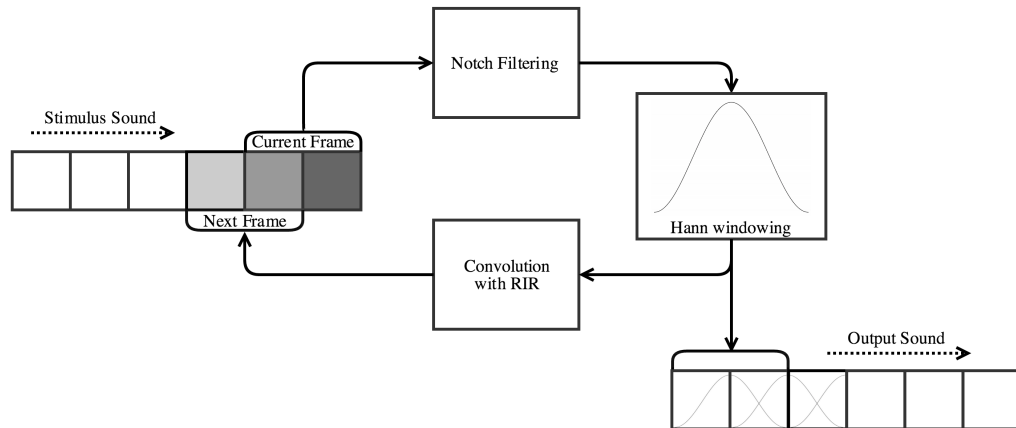 Notch Filtering
Stimulus Sound
Current Frame
Next Frame
Hann windowing
Convolution
with RIR
Output Sound